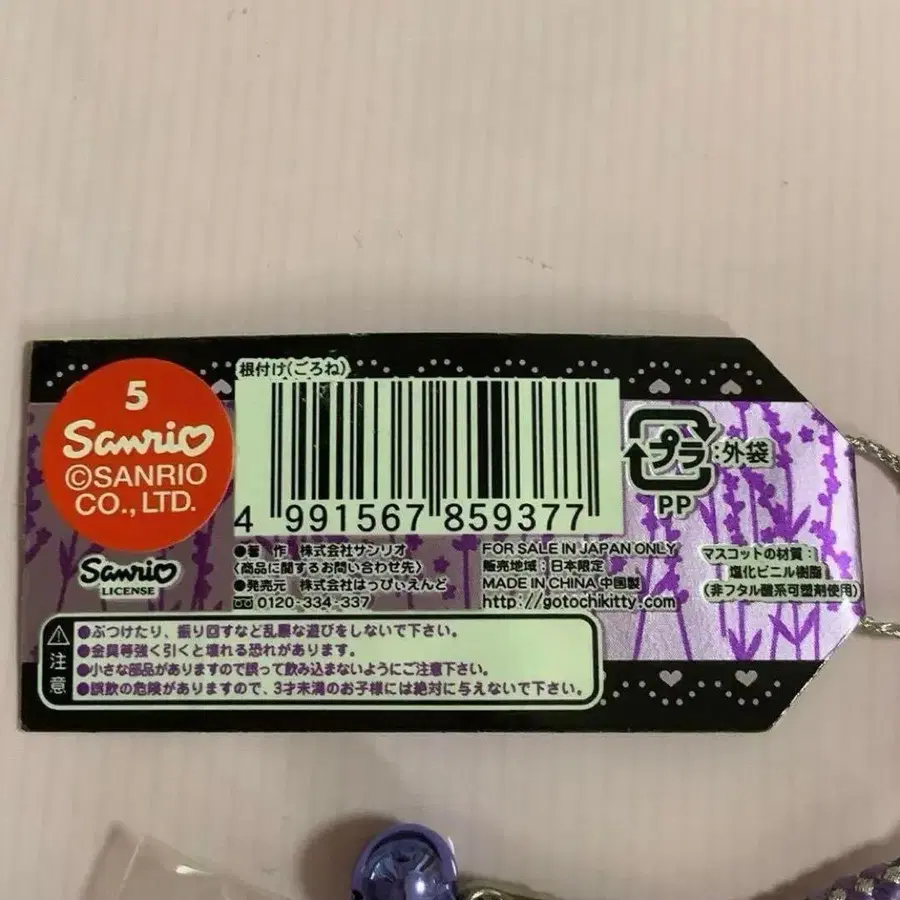 5
Sanrio
©SANRIO
CO.,LTD.
Sanrio
LICENSE
根付け(ごろね)
4 991567 859377
●著 作 株式会社サンリオ
〈商品に関するお問い合わせ先〉
●発売元 株式会社はっぴぃえんど
☏ 0120-334-337
FOR SALE IN JAPAN ONLY
販売地域:日本限定
MADE IN CHINA 中国製
http://gotochikitty.com
プラ
:外袋
PP
マスコットの材質:
塩化ビニル樹脂
(非フタル酸系可塑剤使用)
⚠注意
●ぶつけたり、振り回すなど乱暴な遊びをしないで下さい。
●金具等強く引くと壊れる恐れがあります。
●小さな部品がありますので誤って飲み込まないようにご注意下さい。
●誤飲の危険がありますので、3才未満のお子様には絶対に与えないで下さい。